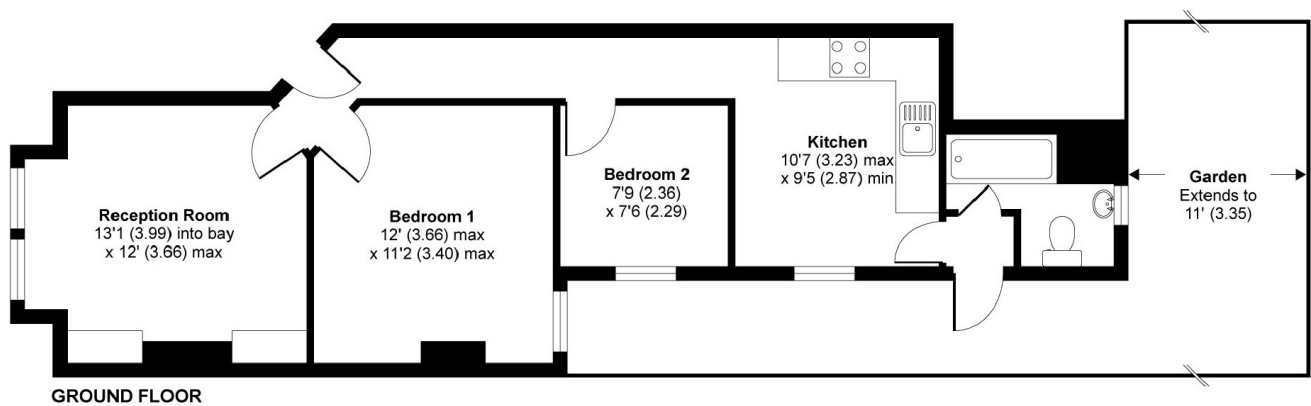 Reception Room
13'1 (3.99) into bay
x 12' (3.66) max
Bedroom 1
12' (3.66) max
x 11'2 (3.40) max
Bedroom 2
7'9 (2.36)
x 7'6 (2.29)
Kitchen
10'7 (3.23) max
x 9'5 (2.87) min
Garden
Extends to
11' (3.35)
GROUND FLOOR